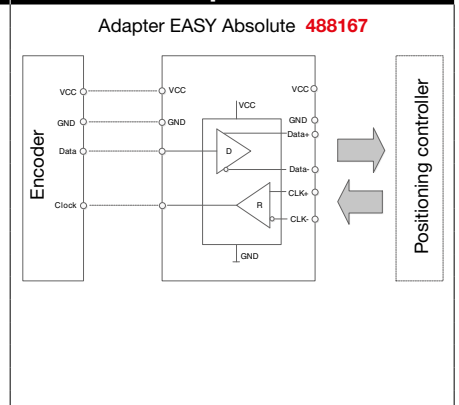 Adapter EASY Absolute 488167
VCC
GND
Data
Clock
Encoder
VCC
GND
VCC
D
R
GND
VCC
GND
Data+
Data-
CLK+
CLK-
Positioning controller